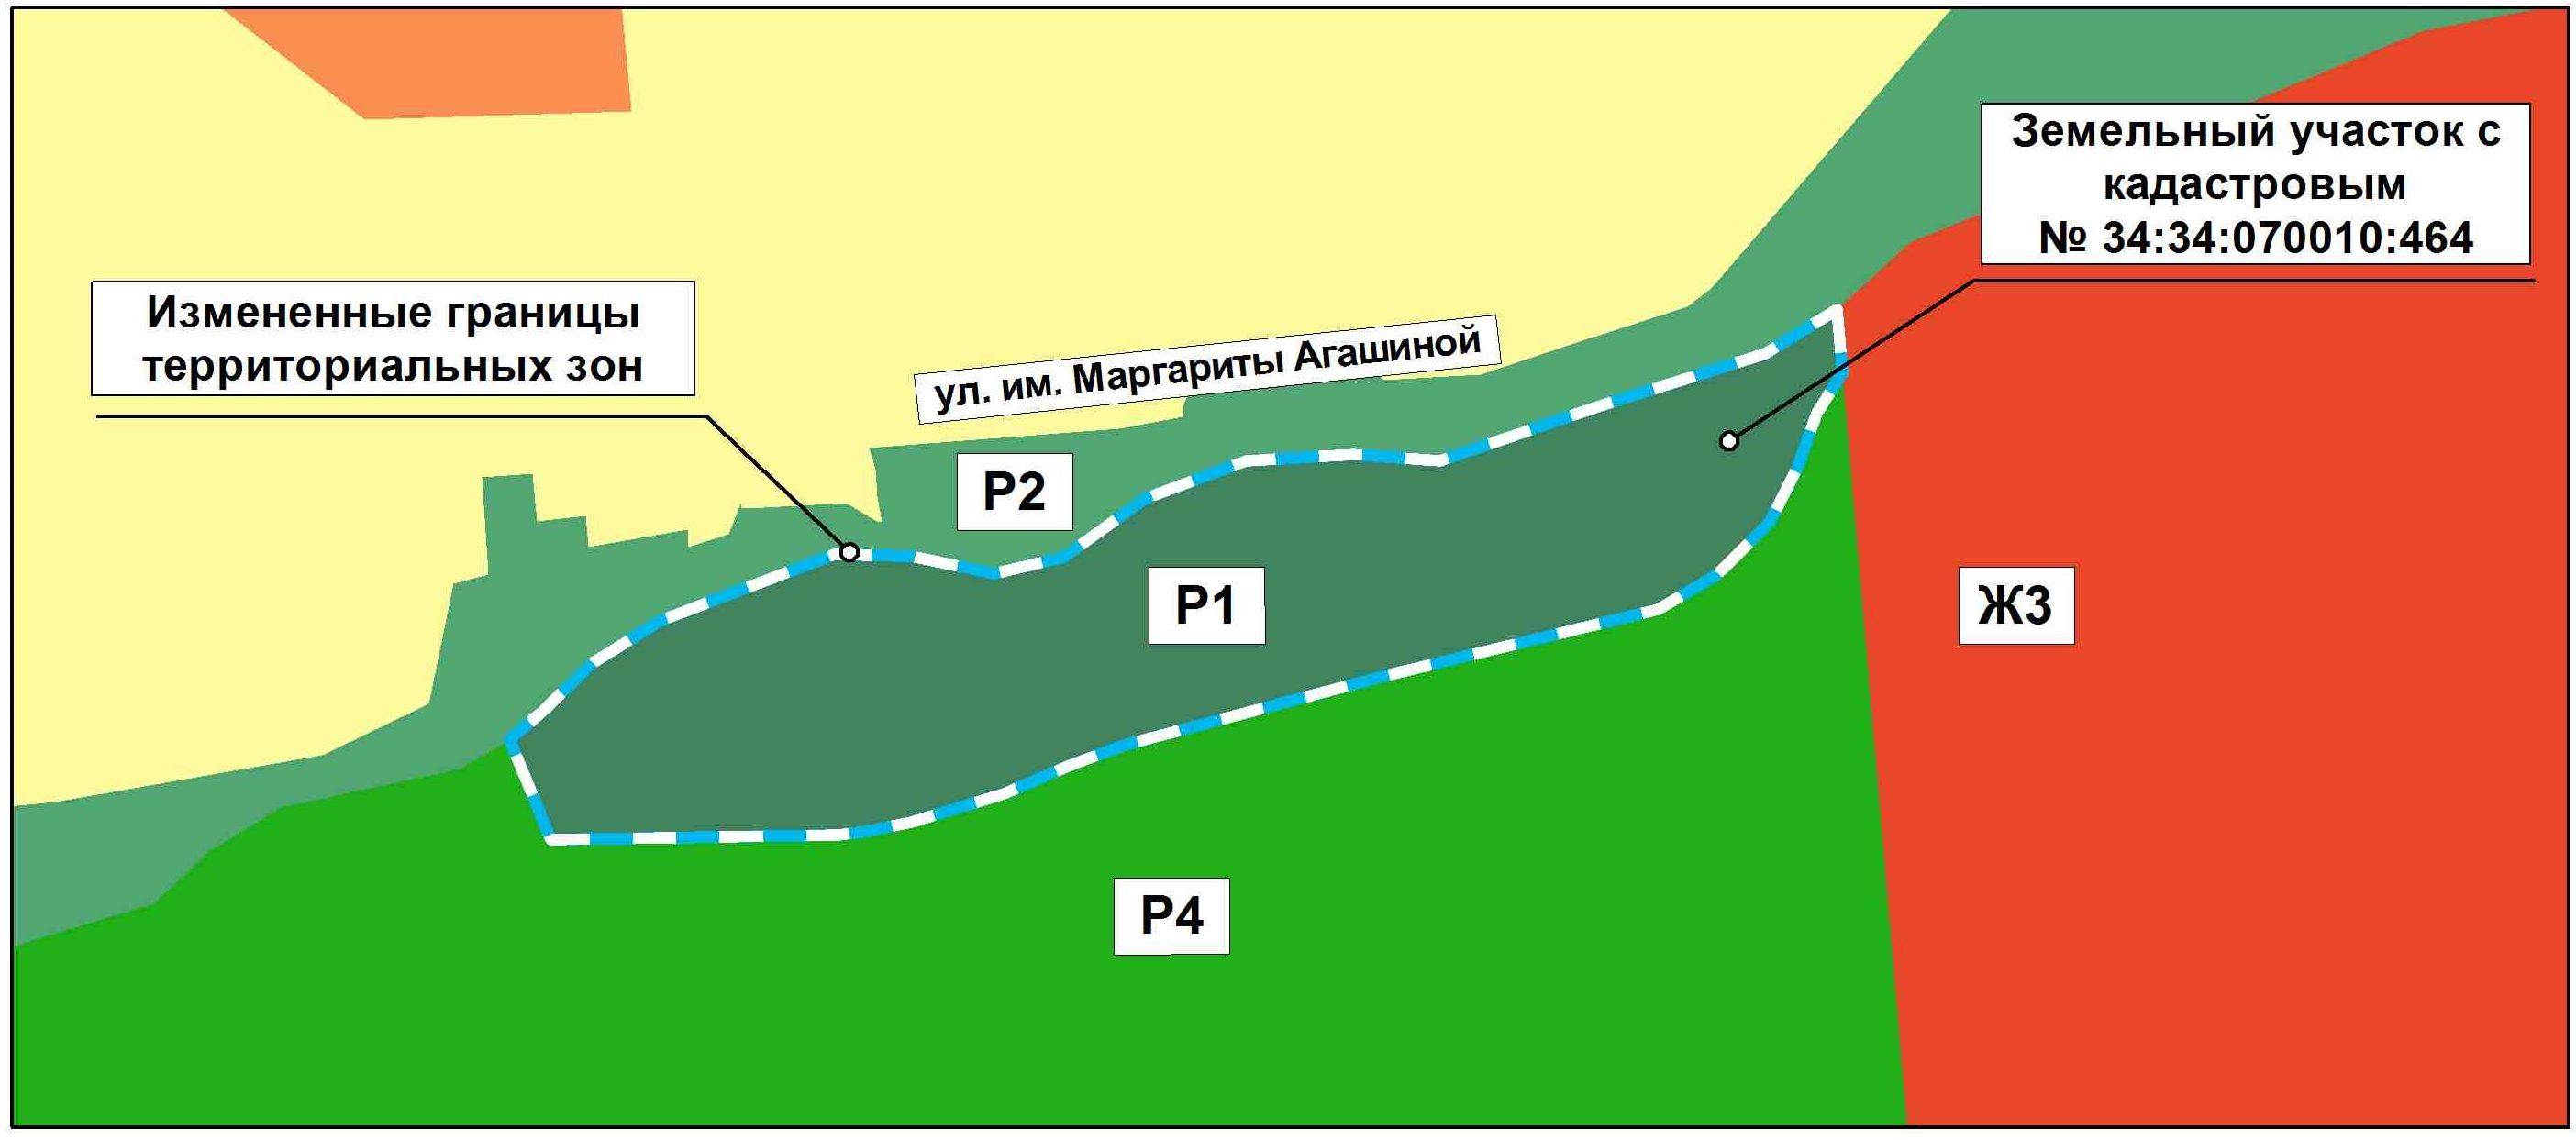 Земельный участок с
кадастровым
№ 34:34:070010:464
Измененные границы
территориальных зон
ул. им. Маргариты Агашиной
Р2
Р1
Ж3
Р4